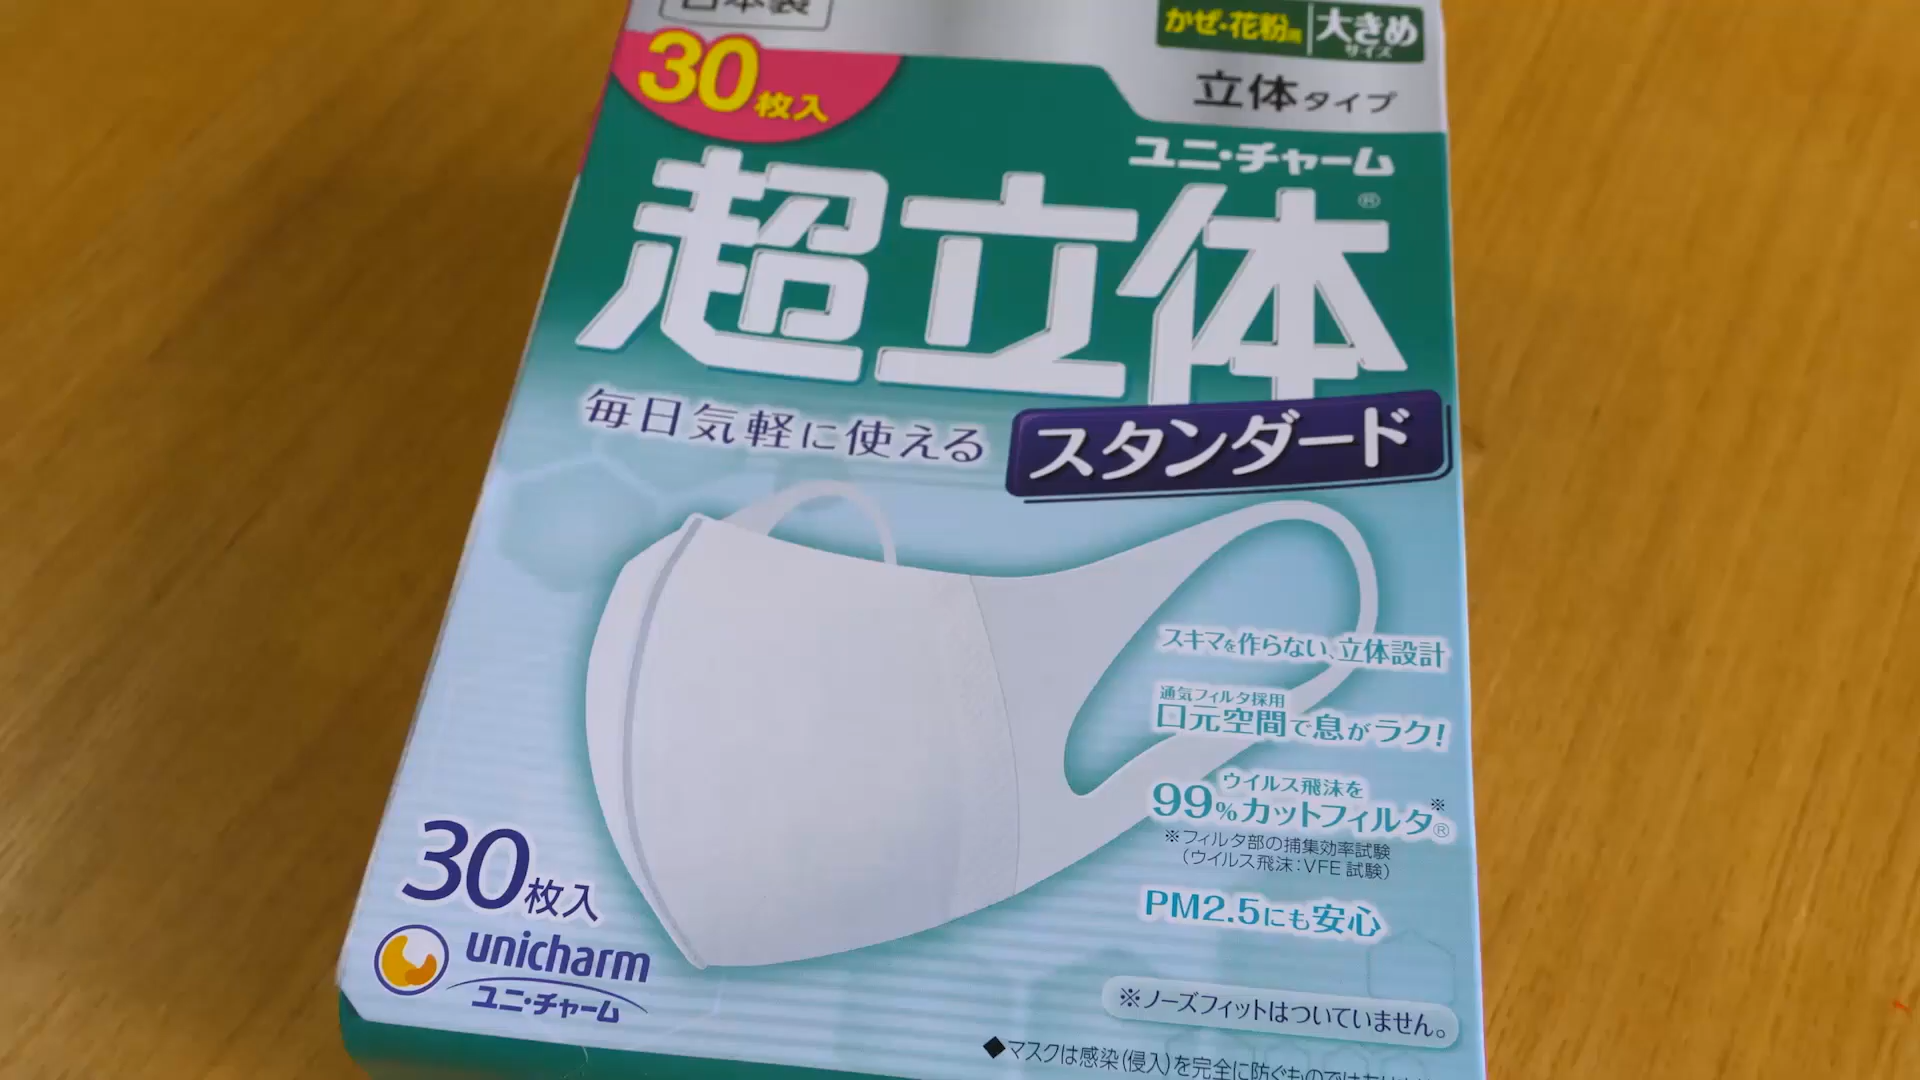 日本製
かぜ・花粉用
大きめ
サイズ
30枚入
立体タイプ
ユニ・チャーム
超立体®
毎日気軽に使える
スタンダード
スキマを作らない、立体設計
通気フィルタ採用
口元空間で息がラク!
ウイルス飛沫を
99%カットフィルタ®※
※フィルタ部の捕集効率試験
(ウイルス飛沫:VFE試験)
PM2.5にも安心
30枚入
unicharm
ユニ・チャーム
※ノーズフィットはついていません。
◆マスクは感染(侵入)を完全に防ぐものではありません